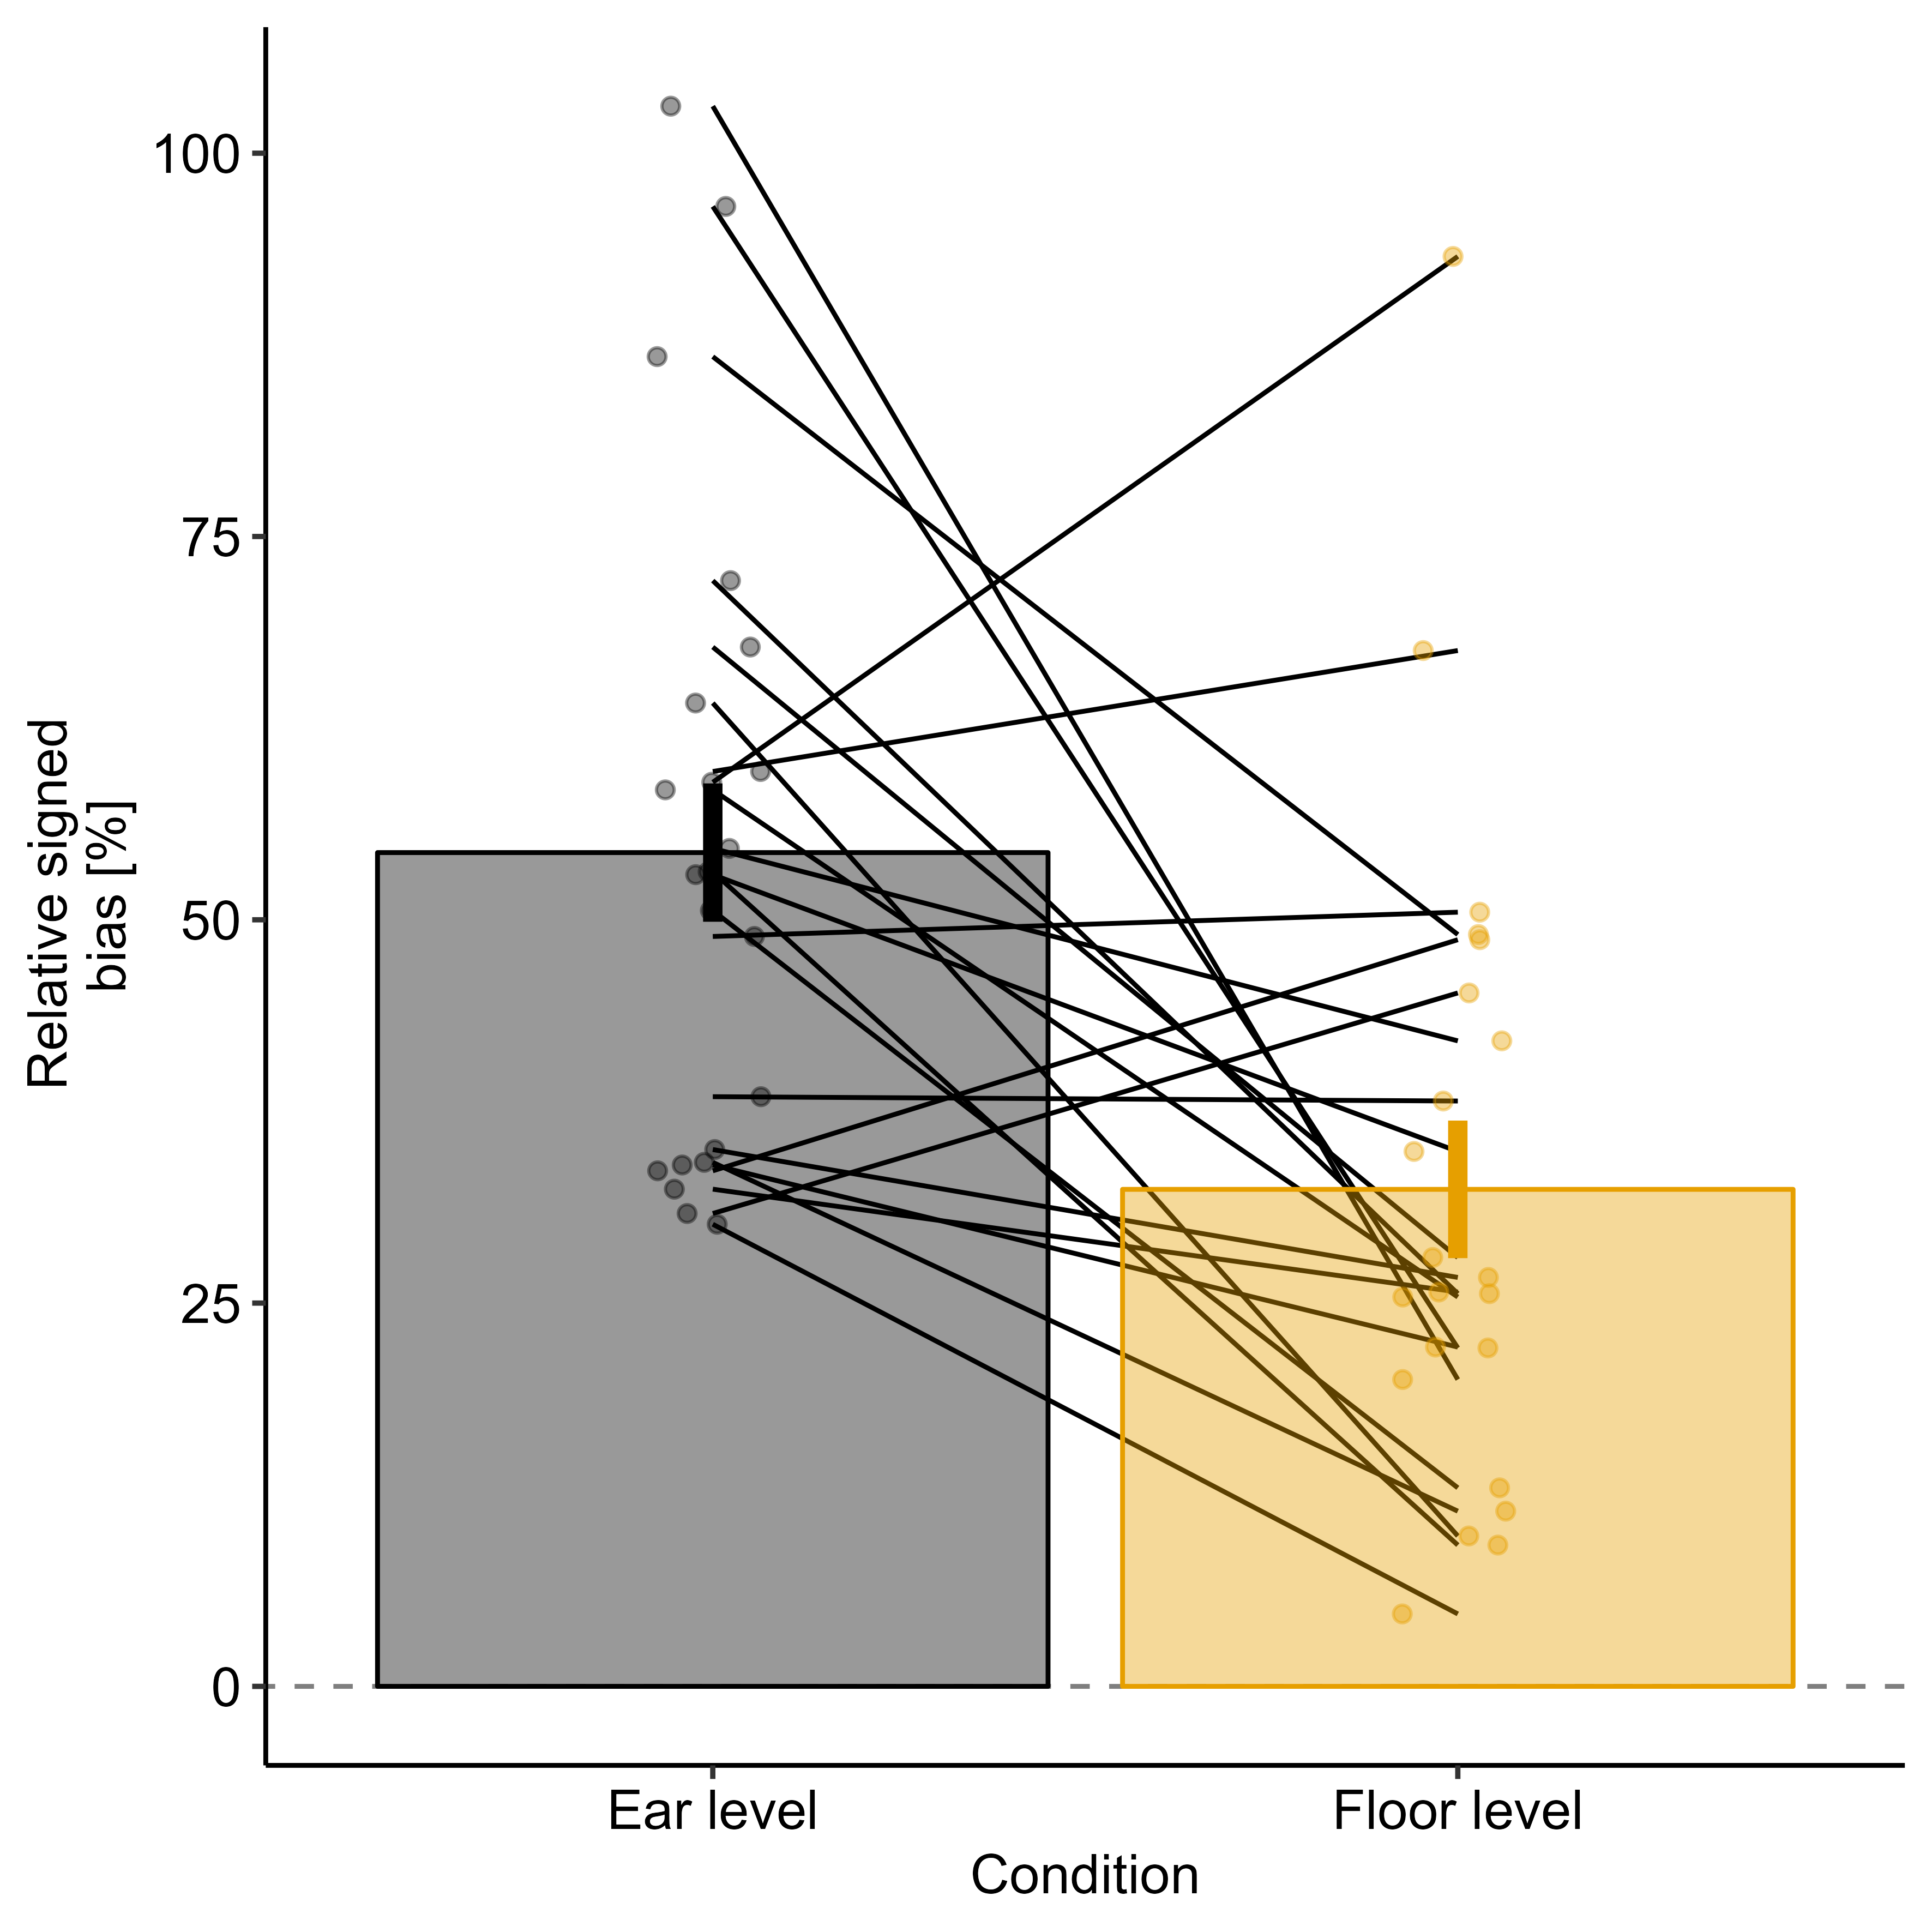 Relative signed
bias [%]
100
75
50
25
0
Ear level
Floor level
Condition